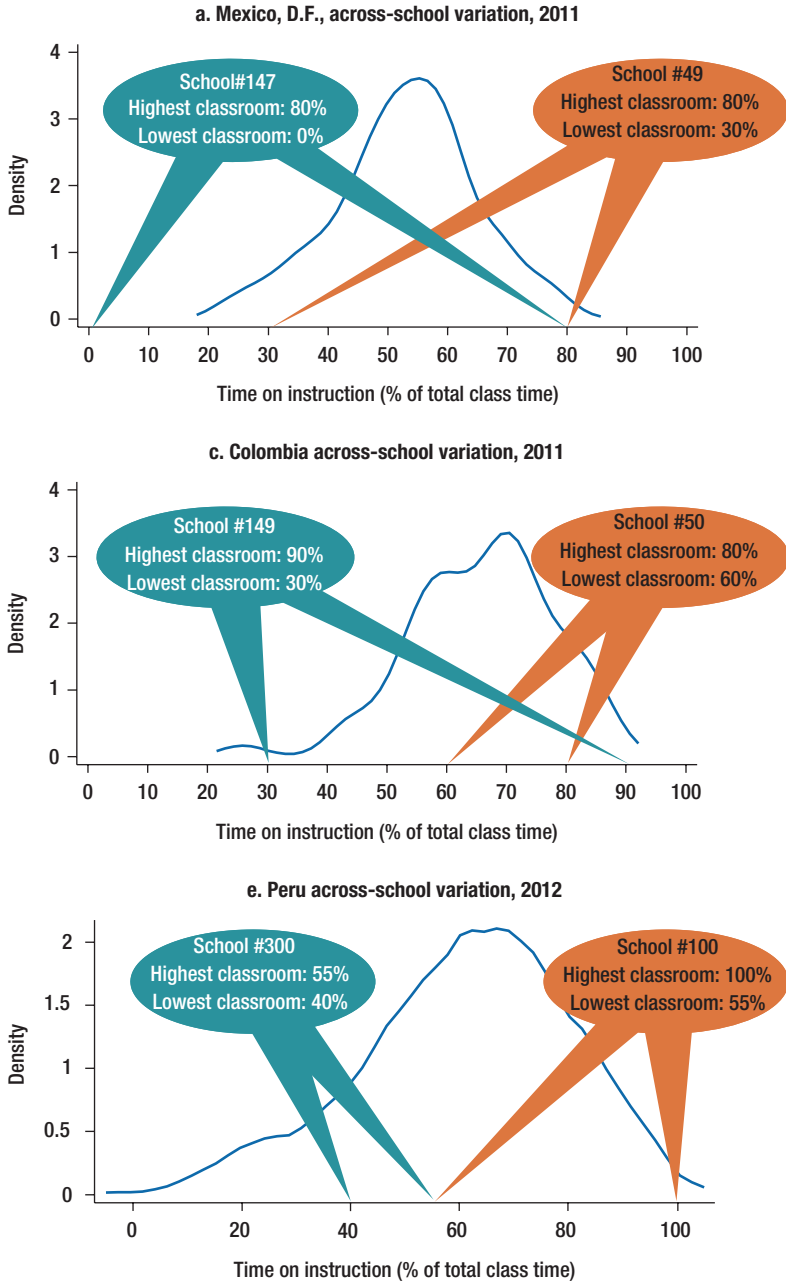 a. Mexico, D.F., across-school variation, 2011
4
3
2
1
0
Density
School#147
Highest classroom: 80%
Lowest classroom: 0%
School #49
Highest classroom: 80%
Lowest classroom: 30%
0 10 20 30 40 50 60 70 80 90 100
Time on instruction (% of total class time)
c. Colombia across-school variation, 2011
4
3
2
1
0
Density
School #149
Highest classroom: 90%
Lowest classroom: 30%
School #50
Highest classroom: 80%
Lowest classroom: 60%
0 10 20 30 40 50 60 70 80 90 100
Time on instruction (% of total class time)
e. Peru across-school variation, 2012
2
1.5
1
0.5
0
Density
School #300
Highest classroom: 55%
Lowest classroom: 40%
School #100
Highest classroom: 100%
Lowest classroom: 55%
0 20 40 60 80 100
Time on instruction (% of total class time)